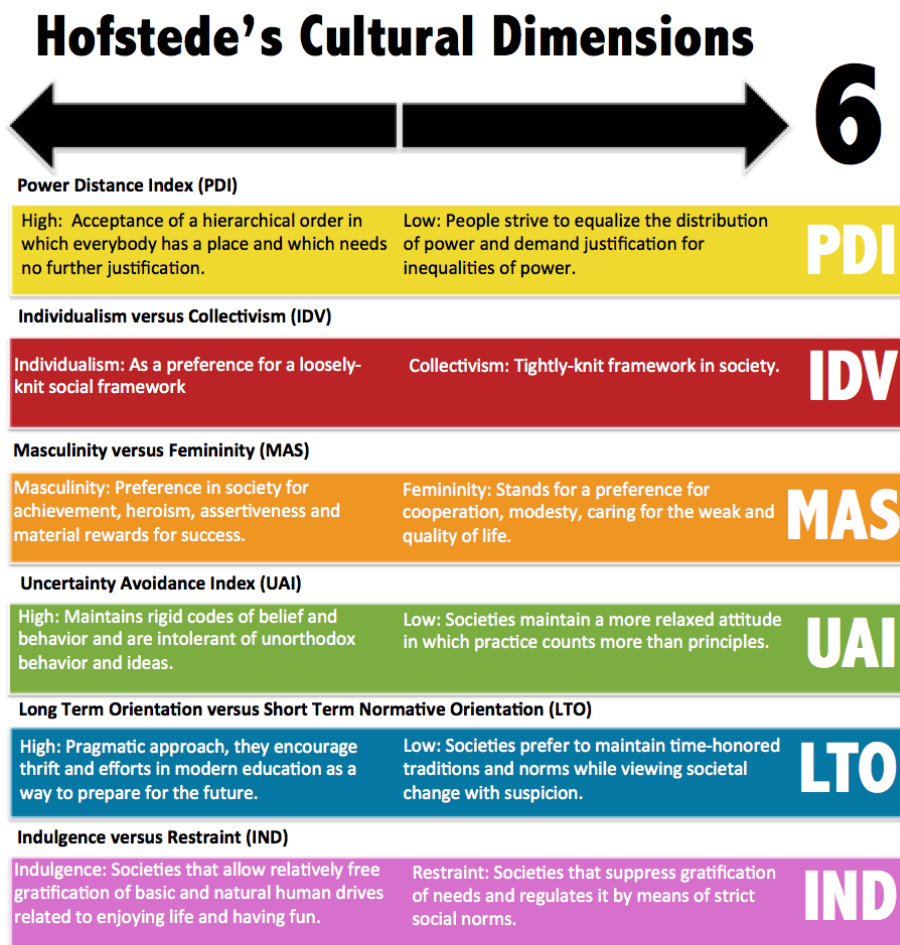 Hofstede's Cultural Dimensions
6
Power Distance Index (PDI)
High:  Acceptance of a hierarchical order in
which everybody has a place and which needs
no further justification.
Low: People strive to equalize the distribution
of power and demand justification for
inequalities of power.
PDI
Individualism versus Collectivism (IDV)
Individualism: As a preference for a loosely-
knit social framework
Collectivism: Tightly-knit framework in society.
IDV
Masculinity versus Femininity (MAS)
Masculinity: Preference in society for
achievement, heroism, assertiveness and
material rewards for success.
Femininity: Stands for a preference for
cooperation, modesty, caring for the weak and
quality of life.
MAS
Uncertainty Avoidance Index (UAI)
High: Maintains rigid codes of belief and
behavior and are intolerant of unorthodox
behavior and ideas.
Low: Societies maintain a more relaxed attitude
in which practice counts more than principles.
UAI
Long Term Orientation versus Short Term Normative Orientation (LTO)
High: Pragmatic approach, they encourage
thrift and efforts in modern education as a
way to prepare for the future.
Low: Societies prefer to maintain time-honored
traditions and norms while viewing societal
change with suspicion.
LTO
Indulgence versus Restraint (IND)
Indulgence: Societies that allow relatively free
gratification of basic and natural human drives
related to enjoying life and having fun.
Restraint: Societies that suppress gratification
of needs and regulates it by means of strict
social norms.
IND